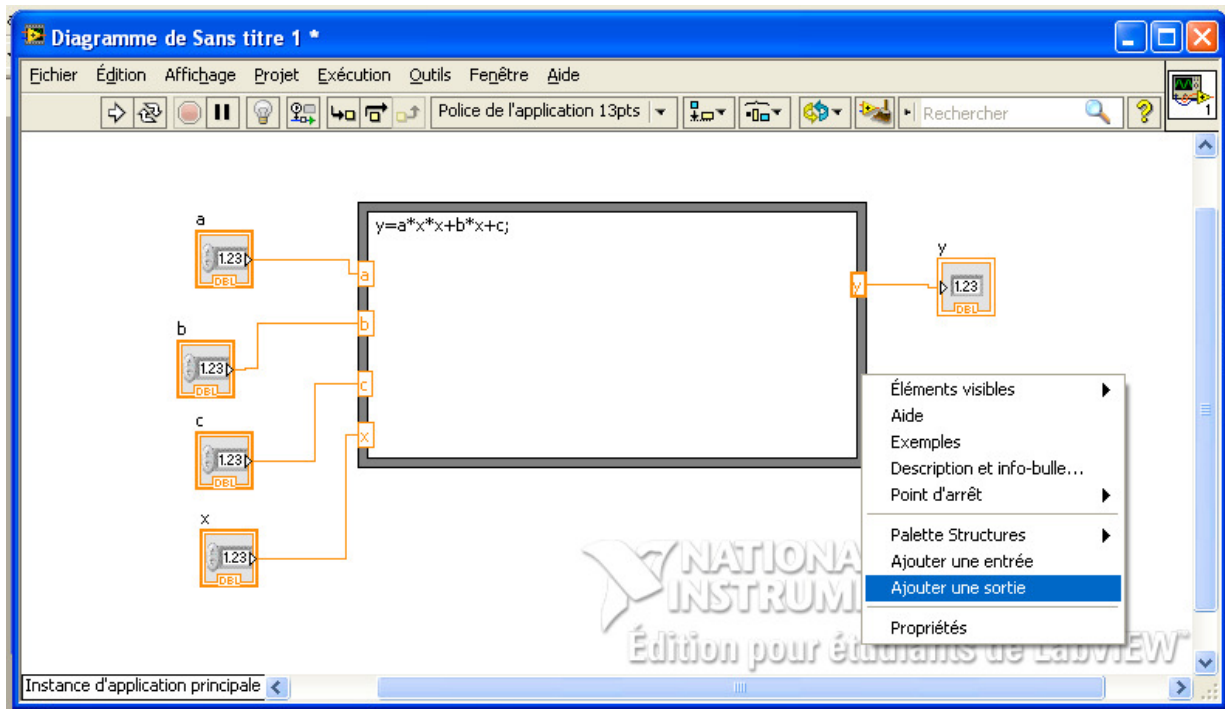 Diagramme de Sans titre 1 *
Fichier Édition Affichage Projet Exécution Outils Fenêtre Aide
Police de l'application 13pts Rechercher
1
a
1.23
DBL
b
1.23
DBL
c
1.23
DBL
x
1.23
DBL
y=a*x*x+b*x+c;
a
b
c
x
y
y
1.23
DBL
Éléments visibles
Aide
Exemples
Description et info-bulle...
Point d'arrêt
Palette Structures
Ajouter une entrée
Ajouter une sortie
Propriétés
NATIONA
INSTRUM
Édition pour étudiants de LabVIEW™
Instance d'application principale